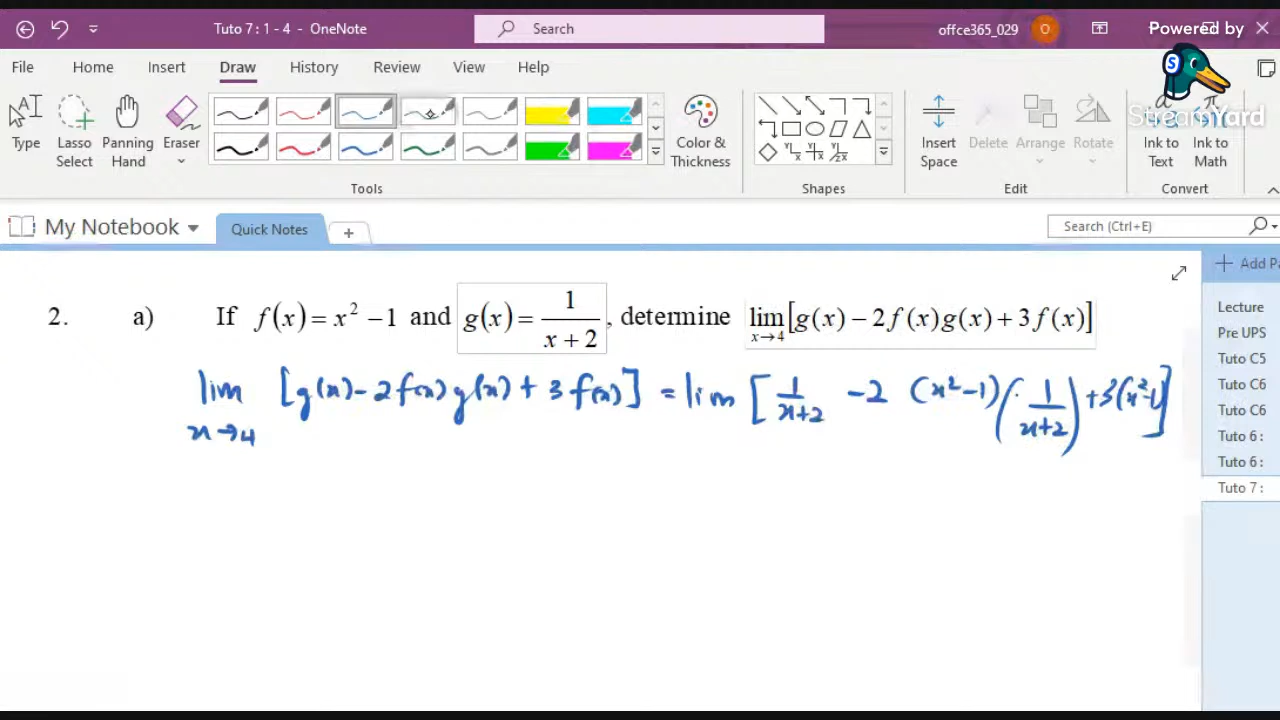 Tuto 7 : 1 - 4 - OneNote
Search
offce365_029
O
Powered by
StreamYard
S
File Home Insert Draw History Review View Help
Type
Lasso Select
Panning Hand
Eraser
Color & Thickness
Insert Space
Delete
Arrange
Rotate
Ink to Text
Ink to Math
Tools
Shapes
Edit
Convert
My Notebook
Quick Notes
Search (Ctrl+E)
Add Pa
Lecture
Pre UPS
Tuto C5
Tuto C6
Tuto C6
Tuto 6 :
Tuto 6 :
Tuto 7 :
2. a) If f(x) = x² − 1 and g(x) = 1/(x + 2), determine lim x→4 [g(x) − 2f(x)g(x) + 3f(x)]
lim x→4 [g(x) − 2f(x)g(x) + 3f(x)] = lim [1/(x+2) − 2 (x²−1)(1/(x+2)) + 3(x²−1)]